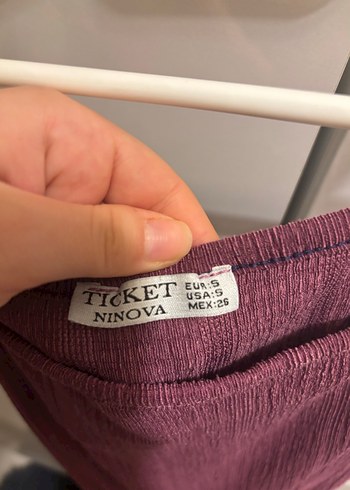 TICKET
NINOVA
EUR:S
USA:S
MEX:26